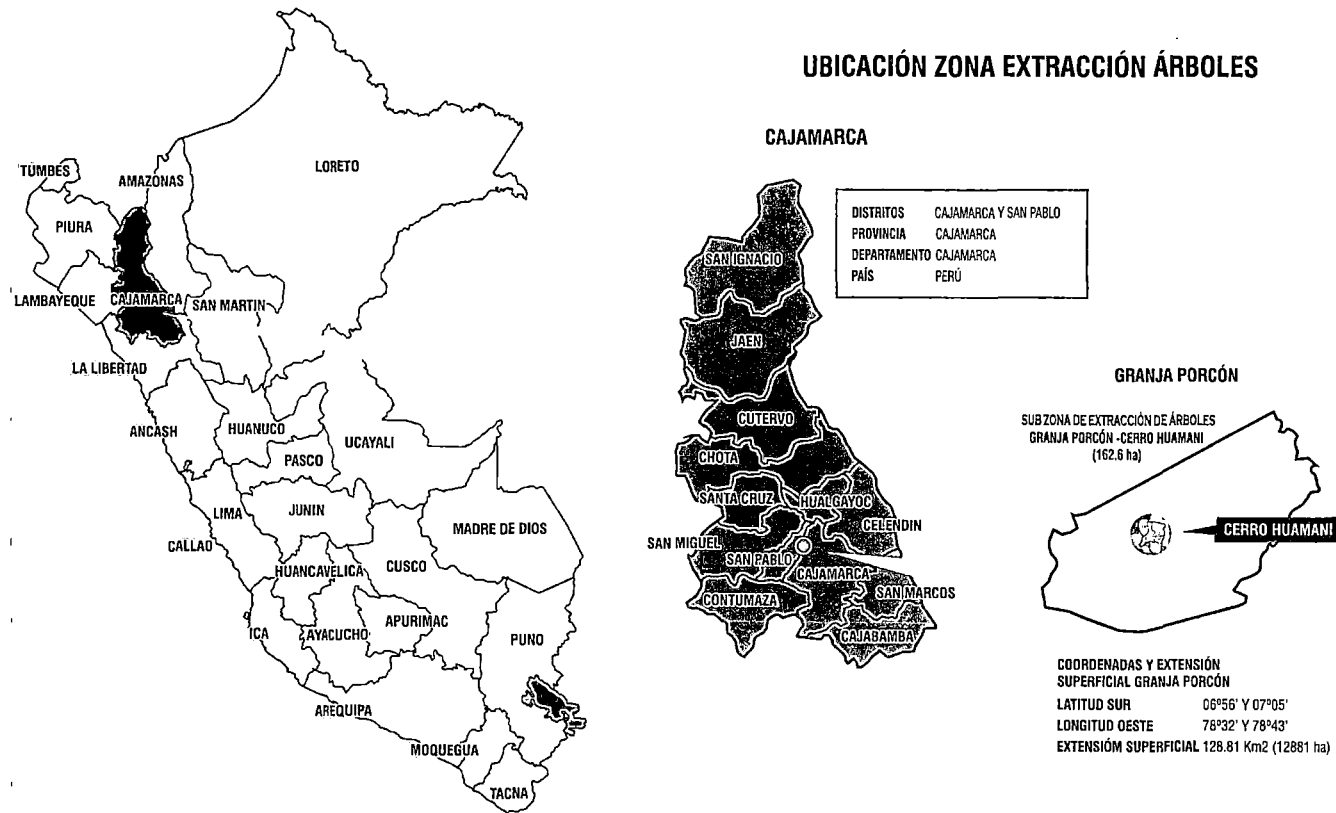 UBICACIÓN ZONA EXTRACCIÓN ÁRBOLES
TUMBES
PIURA
AMAZONAS
LORETO
LAMBAYEQUE
CAJAMARCA
SAN MARTIN
LA LIBERTAD
ANCASH
HUANUCO
UCAYALI
PASCO
LIMA
JUNIN
CALLAO
MADRE DE DIOS
HUANCAVELICA
CUSCO
ICA
AYACUCHO
APURIMAC
PUNO
AREQUIPA
MOQUEGUA
TACNA
CAJAMARCA
DISTRITOS CAJAMARCA Y SAN PABLO
PROVINCIA CAJAMARCA
DEPARTAMENTO CAJAMARCA
PAÍS PERÚ
SAN IGNACIO
JAEN
CUTERVO
CHOTA
SANTA CRUZ
HUALGAYOC
CELENDIN
SAN MIGUEL
SAN PABLO
CAJAMARCA
CONTUMAZA
SAN MARCOS
CAJABAMBA
GRANJA PORCÓN
SUB ZONA DE EXTRACCIÓN DE ÁRBOLES
GRANJA PORCÓN -CERRO HUAMANI
(162.6 ha)
CERRO HUAMANI
COORDENADAS Y EXTENSIÓN
SUPERFICIAL GRANJA PORCÓN
LATITUD SUR 06º56' Y 07º05'
LONGITUD OESTE 78º32' Y 78º43'
EXTENSIÓM SUPERFICIAL 128.81 Km2 (12881 ha)